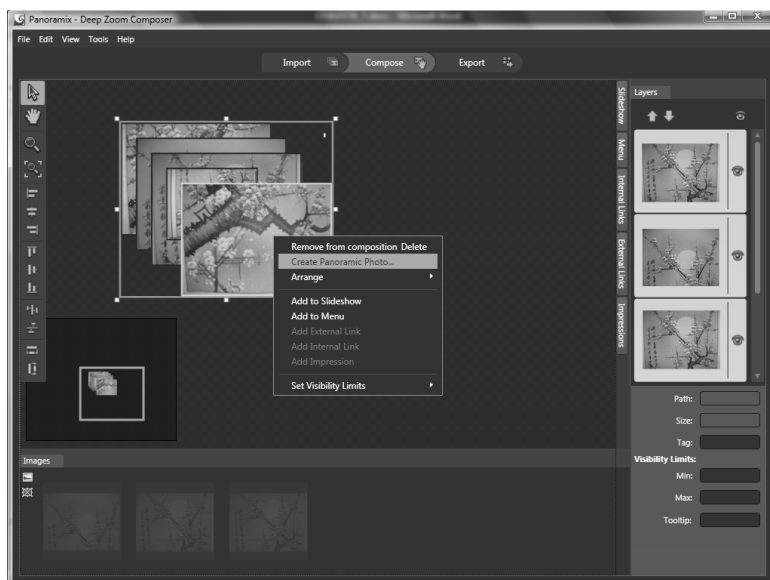 Panoramix - Deep Zoom Composer
File Edit View Tools Help
Import Compose Export
Slideshow
Menu
Internal Links
External Links
Impressions
Layers
Remove from composition Delete
Create Panoramic Photo...
Arrange
Add to Slideshow
Add to Menu
Add External Link
Add Internal Link
Add Impression
Set Visibility Limits
Path:
Size:
Tag:
Visibility Limits:
Min:
Max:
Tooltip:
Images